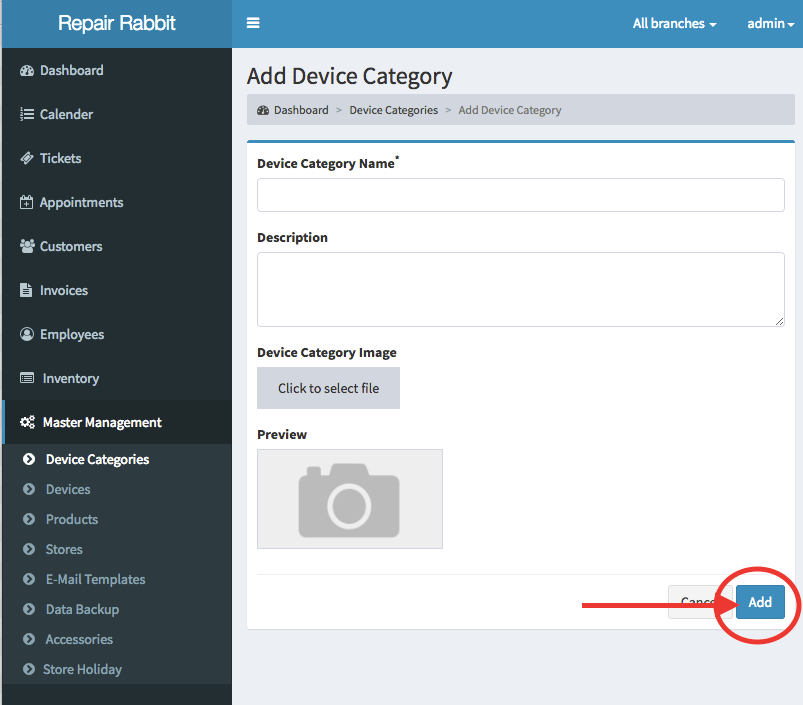 Repair Rabbit
All branches
admin
Dashboard
Calender
Tickets
Appointments
Customers
Invoices
Employees
Inventory
Master Management
Device Categories
Devices
Products
Stores
E-Mail Templates
Data Backup
Accessories
Store Holiday
Add Device Category
Dashboard > Device Categories > Add Device Category
Device Category Name*
Description
Device Category Image
Click to select file
Preview
Add